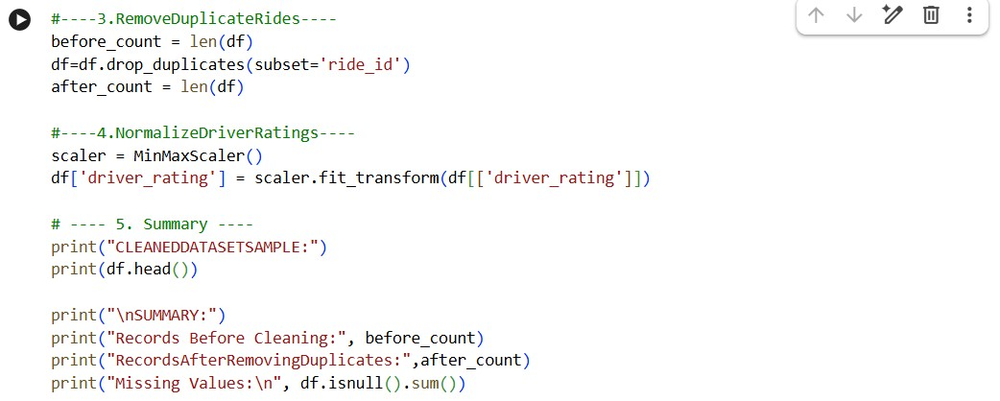 #----3.RemoveDuplicateRides----
before_count = len(df)
df=df.drop_duplicates(subset='ride_id')
after_count = len(df)
#----4.NormalizeDriverRatings----
scaler = MinMaxScaler()
df['driver_rating'] = scaler.fit_transform(df[['driver_rating']])
# ---- 5. Summary ----
print("CLEANEDDATASETSAMPLE:")
print(df.head())
print("\nSUMMARY:")
print("Records Before Cleaning:", before_count)
print("RecordsAfterRemovingDuplicates:",after_count)
print("Missing Values:\n", df.isnull().sum())